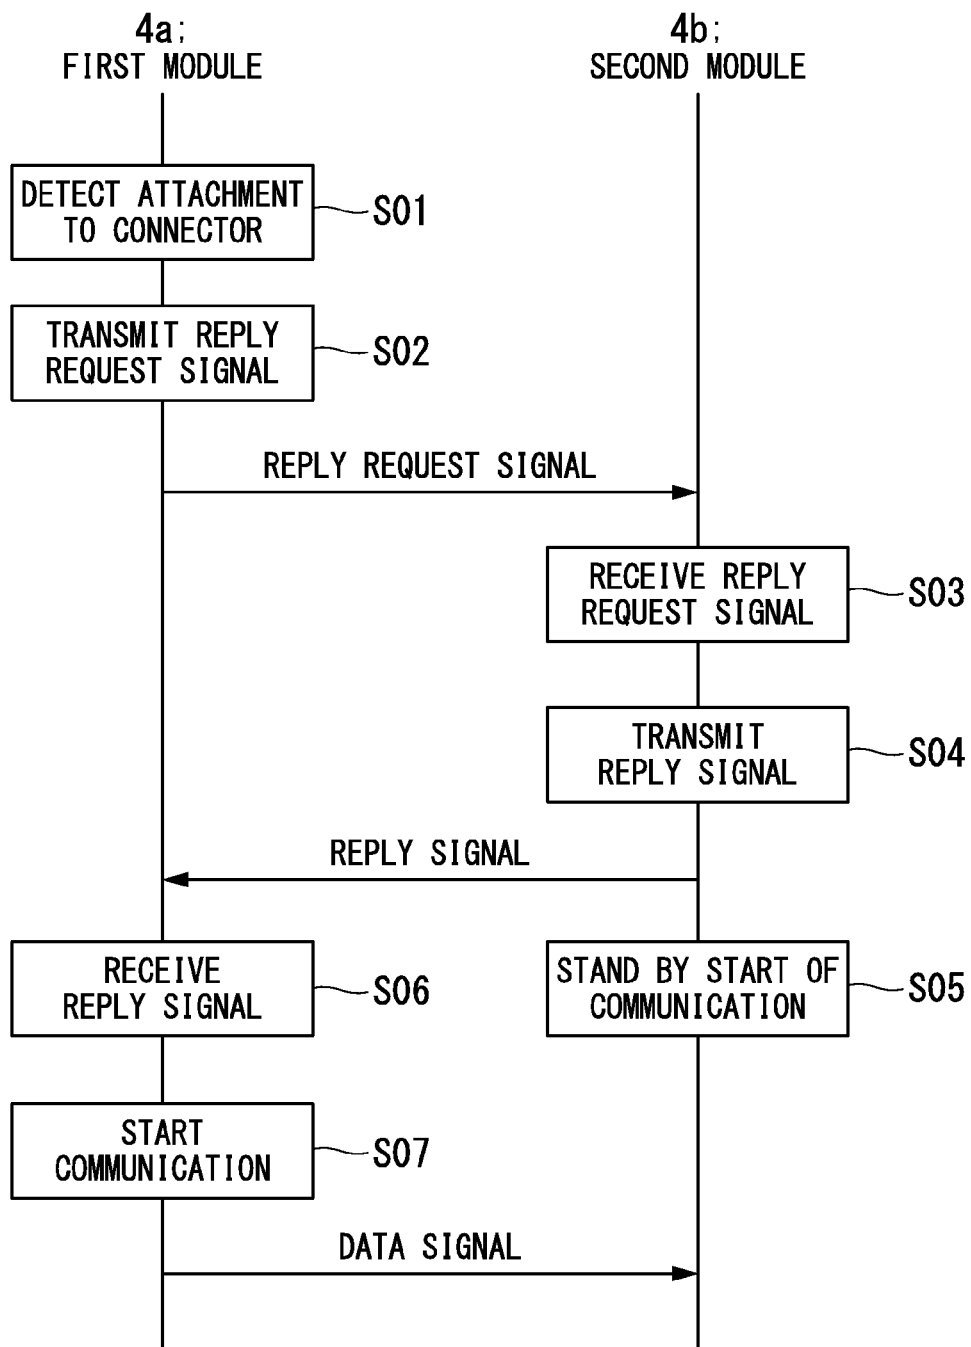 4a;
FIRST MODULE
4b;
SECOND MODULE
DETECT ATTACHMENT
TO CONNECTOR
S01
TRANSMIT REPLY
REQUEST SIGNAL
S02
REPLY REQUEST SIGNAL
RECEIVE REPLY
REQUEST SIGNAL
S03
TRANSMIT
REPLY SIGNAL
S04
REPLY SIGNAL
RECEIVE
REPLY SIGNAL
S06
STAND BY START OF
COMMUNICATION
S05
START
COMMUNICATION
S07
DATA SIGNAL